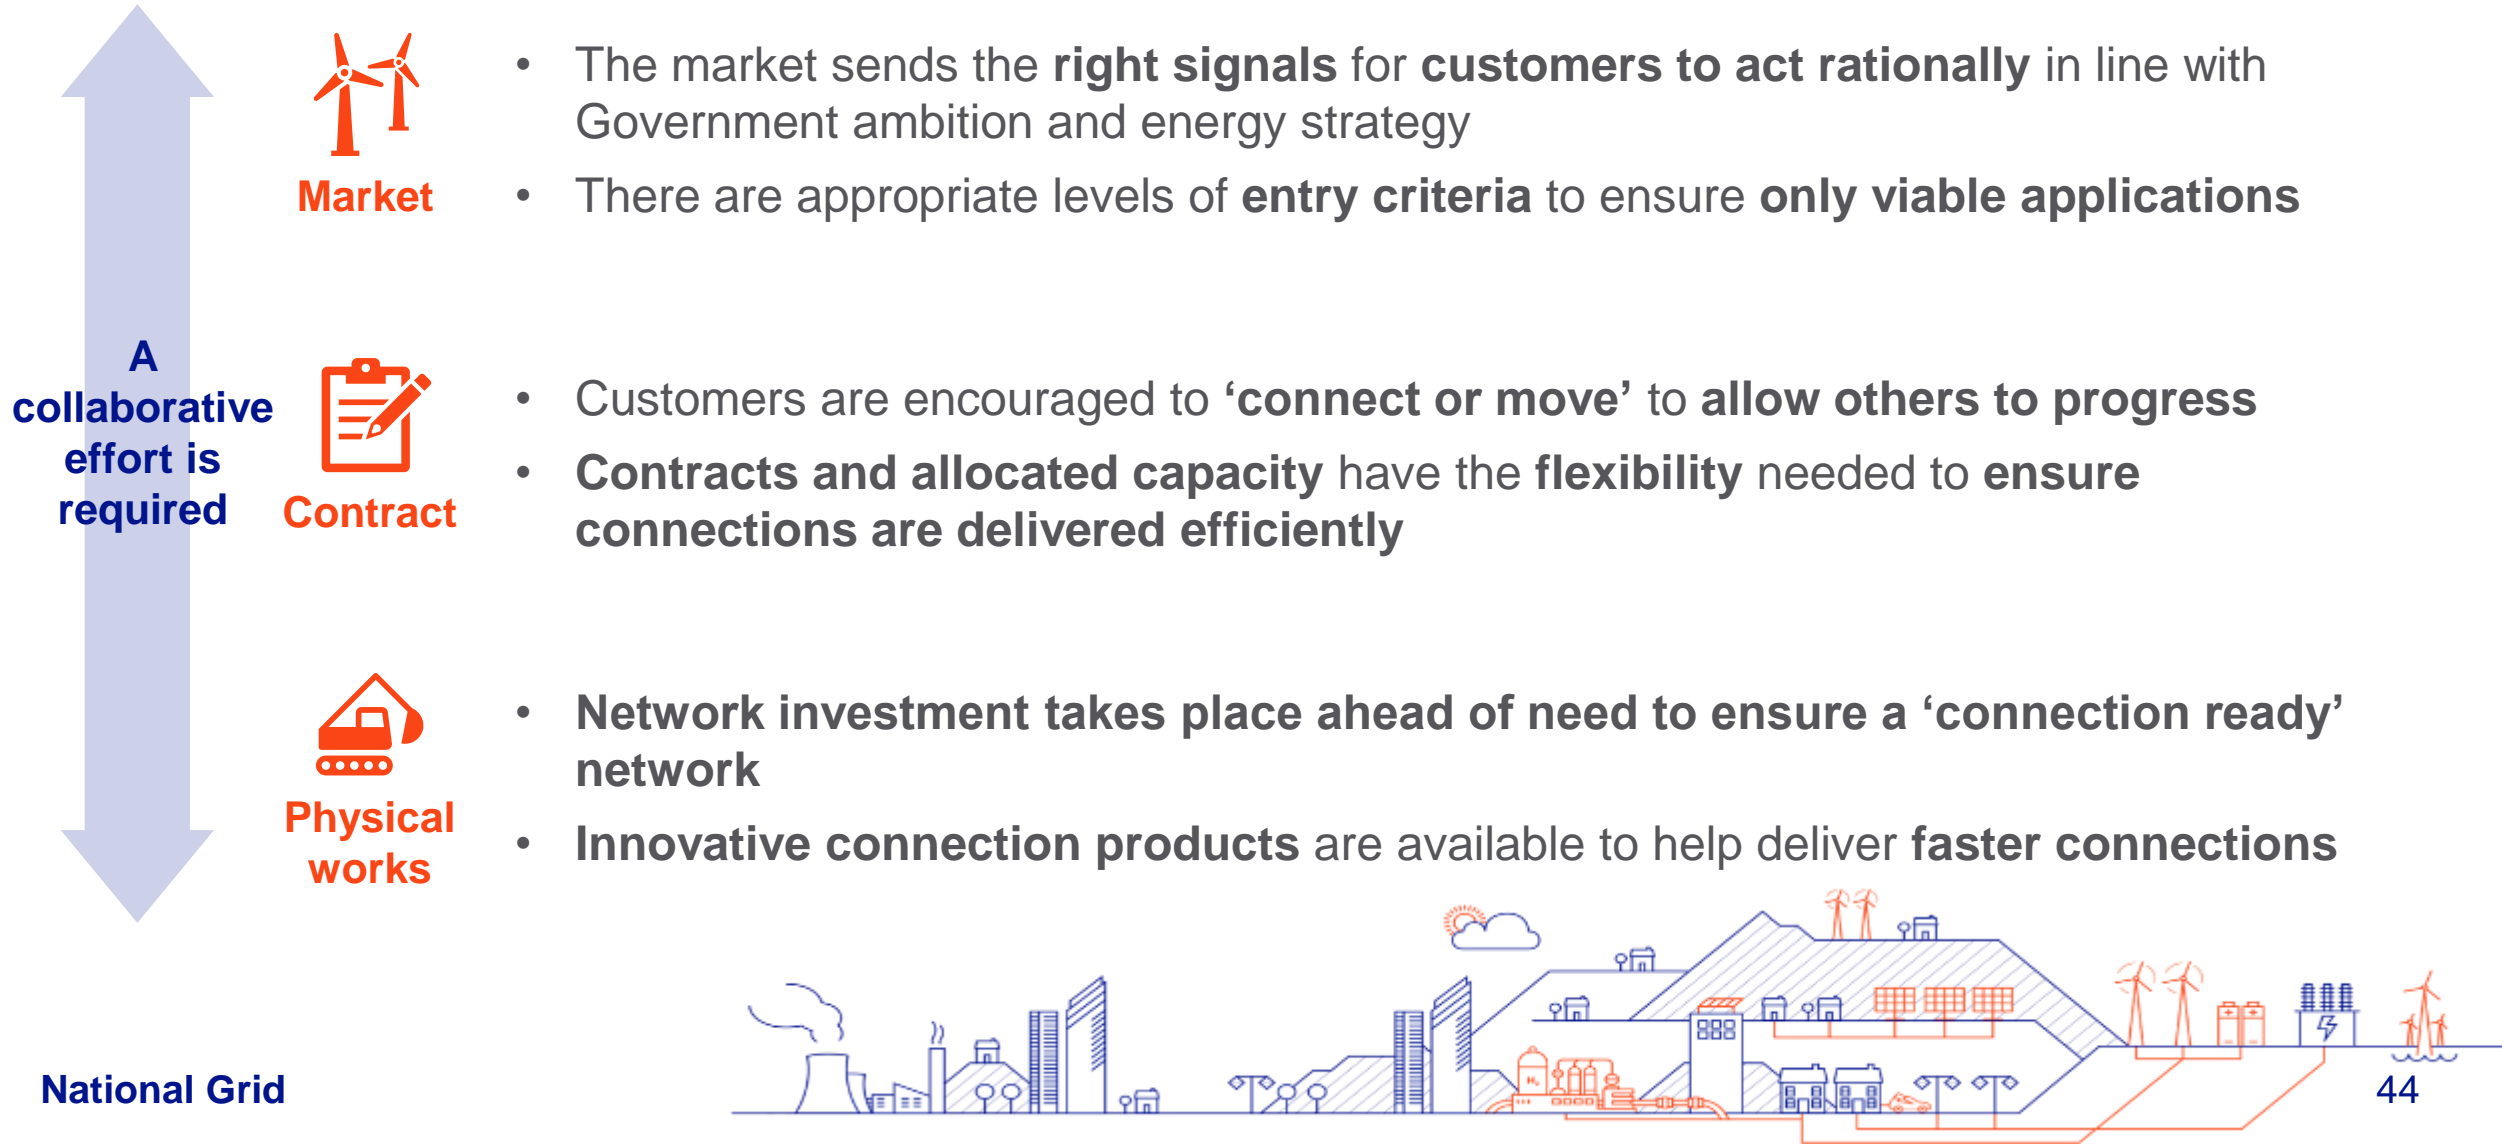 A
collaborative
effort is
required
Market
• The market sends the right signals for customers to act rationally in line with
Government ambition and energy strategy
• There are appropriate levels of entry criteria to ensure only viable applications
Contract
• Customers are encouraged to ‘connect or move’ to allow others to progress
• Contracts and allocated capacity have the flexibility needed to ensure
connections are delivered efficiently
Physical
works
• Network investment takes place ahead of need to ensure a ‘connection ready’
network
• Innovative connection products are available to help deliver faster connections
H₂
National Grid
44